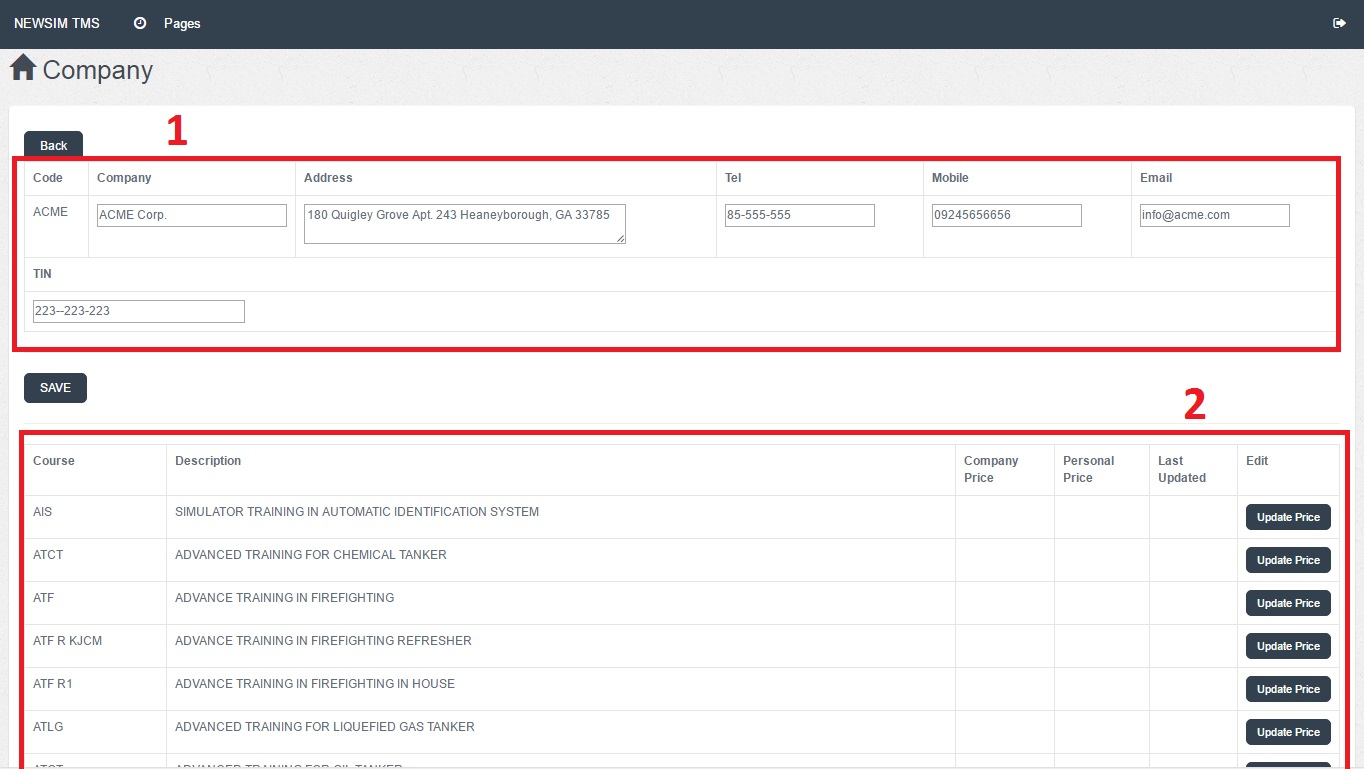 NEWSIM TMS Pages
Company
1
Back
Code Company Address Tel Mobile Email
ACME ACME Corp. 180 Quigley Grove Apt. 243 Heaneyborough, GA 33785 85-555-555 09245656656 info@acme.com
TIN
223--223-223
SAVE
2
Course Description Company Price Personal Price Last Updated Edit
AIS SIMULATOR TRAINING IN AUTOMATIC IDENTIFICATION SYSTEM Update Price
ATCT ADVANCED TRAINING FOR CHEMICAL TANKER Update Price
ATF ADVANCE TRAINING IN FIREFIGHTING Update Price
ATF R KJCM ADVANCE TRAINING IN FIREFIGHTING REFRESHER Update Price
ATF R1 ADVANCE TRAINING IN FIREFIGHTING IN HOUSE Update Price
ATLG ADVANCED TRAINING FOR LIQUEFIED GAS TANKER Update Price
ADVANCED TRAINING FOR OIL TANKER